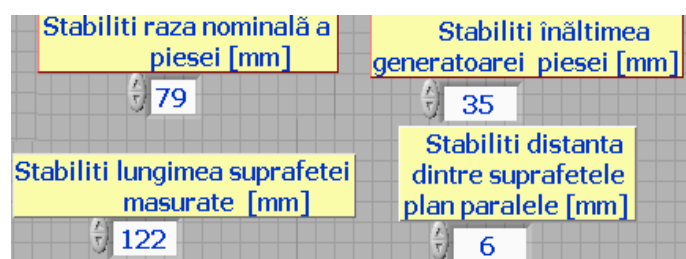 Stabiliti raza nominală a
piesei [mm]
79
Stabiliti înãltimea
generatoarei piesei [mm]
35
Stabiliti lungimea suprafetei
masurate [mm]
122
Stabiliti distanta
dintre suprafetele
plan paralele [mm]
6